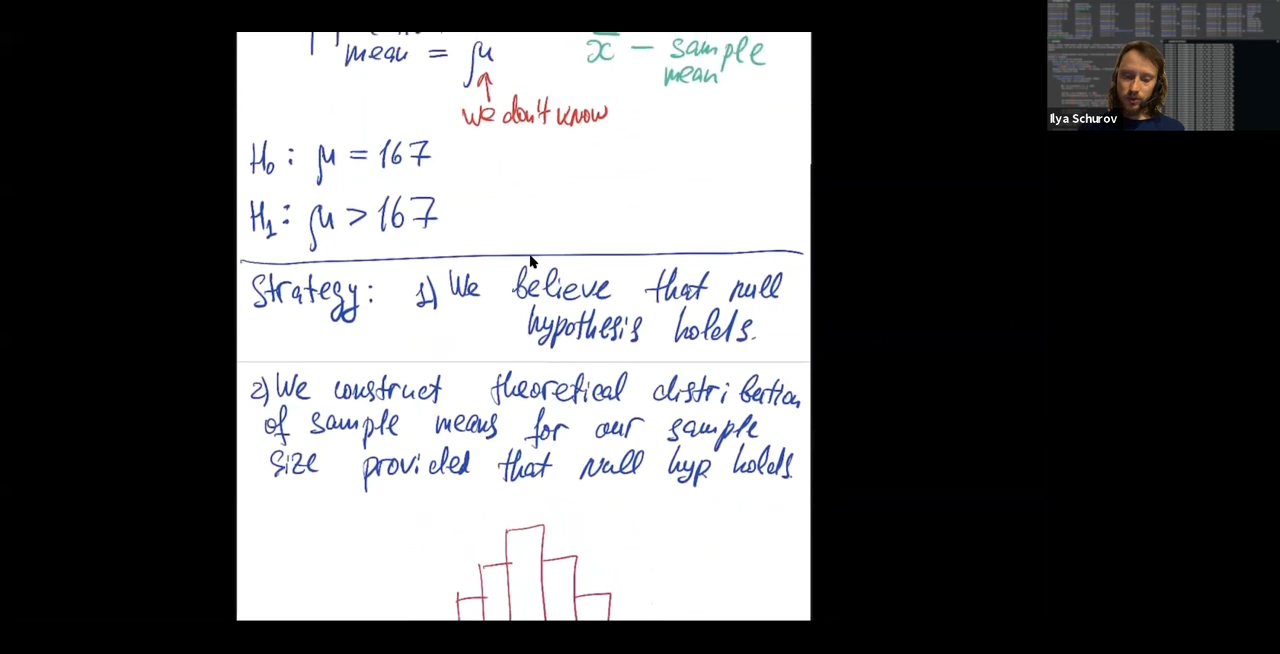 mean = μ
x̄ — sample
mean
we don't know
H₀: μ = 167
H₁: μ > 167
Strategy: 1) We believe that null
hypothesis holds.
2) We construct theoretical distribution
of sample means for our sample
size provided that null hyp holds.
Ilya Schurov